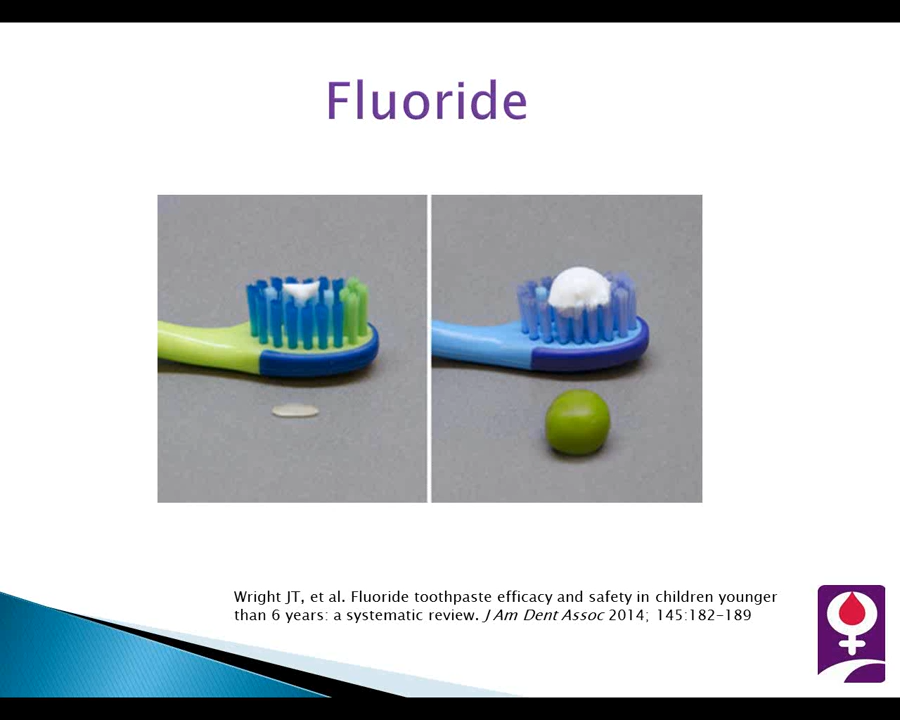 Fluoride
Wright JT, et al. Fluoride toothpaste efficacy and safety in children younger
than 6 years: a systematic review. J Am Dent Assoc 2014; 145:182-189